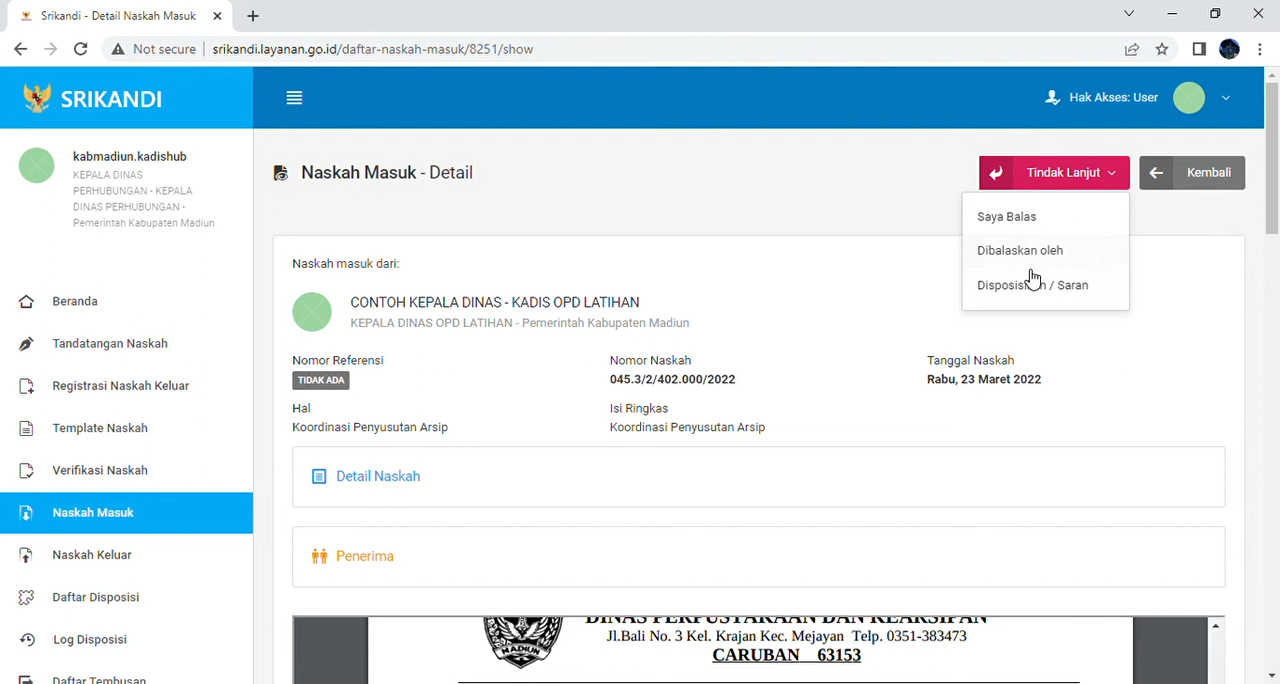 Srikandi - Detail Naskah Masuk
Not secure
srikandi.layanan.go.id/daftar-naskah-masuk/8251/show
SRIKANDI
Hak Akses: User
kabmadiun.kadishub
KEPALA DINAS
PERHUBUNGAN - KEPALA
DINAS PERHUBUNGAN -
Pemerintah Kabupaten Madiun
Beranda
Tandatangan Naskah
Registrasi Naskah Keluar
Template Naskah
Verifikasi Naskah
Naskah Masuk
Naskah Keluar
Daftar Disposisi
Log Disposisi
Daftar Tembusan
Naskah Masuk - Detail
Tindak Lanjut
Kembali
Saya Balas
Dibalaskan oleh
/ Saran
Naskah masuk dari:
CONTOH KEPALA DINAS - KADIS OPD LATIHAN
KEPALA DINAS OPD LATIHAN - Pemerintah Kabupaten Madiun
Nomor Referensi
TIDAK ADA
Nomor Naskah
045.3/2/402.000/2022
Tanggal Naskah
Rabu, 23 Maret 2022
Hal
Koordinasi Penyusutan Arsip
Isi Ringkas
Koordinasi Penyusutan Arsip
Detail Naskah
Penerima
MADIUN
DINAS PERPUSTAKAAN DAN KEARSIPAN
Jl.Bali No. 3 Kel. Krajan Kec. Mejayan Telp. 0351-383473
CARUBAN 63153